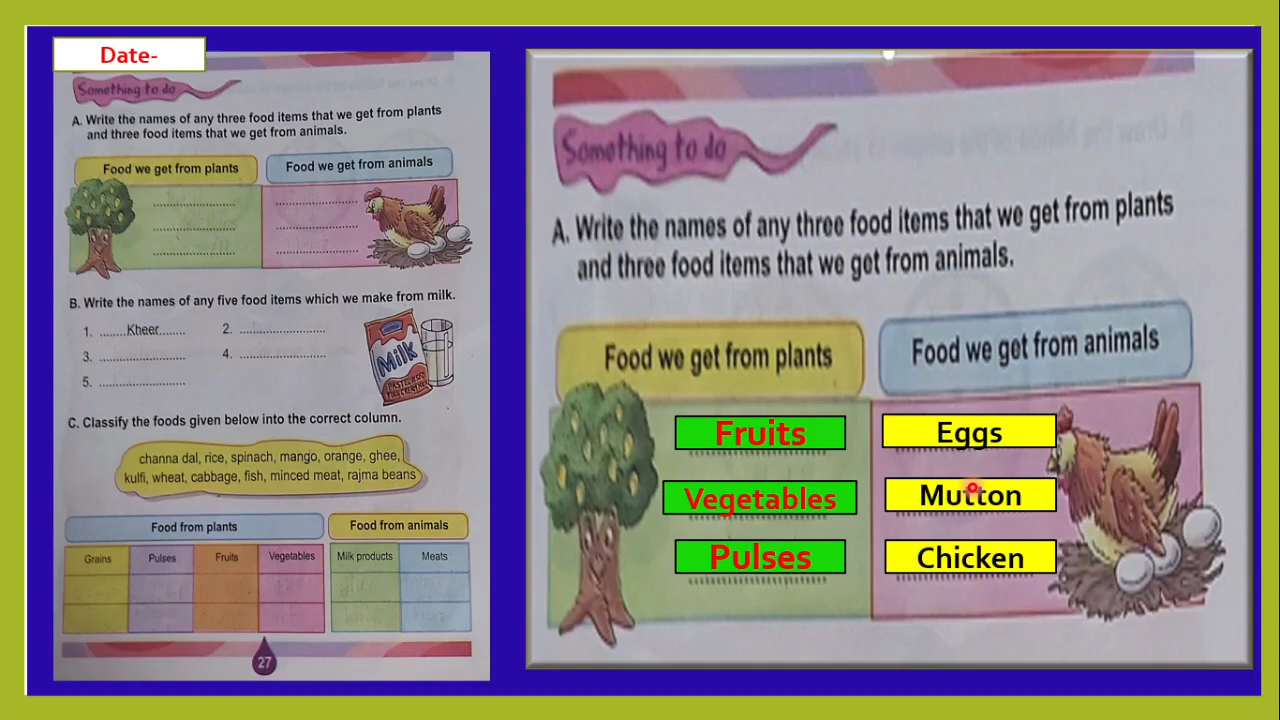 Date-
Something to do
A. Write the names of any three food items that we get from plants
and three food items that we get from animals.
Food we get from plants
Food we get from animals
B. Write the names of any five food items which we make from milk.
1. ........Kheer....... 2. ..........................
3. .......................... 4. ..........................
5. ..........................
Milk
C. Classify the foods given below into the correct column.
channa dal, rice, spinach, mango, orange, ghee,
kulfi, wheat, cabbage, fish, minced meat, rajma beans
Food from plants
Food from animals
Grains Pulses Fruits Vegetables Milk products Meats
27
Something to do
A. Write the names of any three food items that we get from plants
and three food items that we get from animals.
Food we get from plants
Food we get from animals
Fruits
Eggs
Vegetables
Mutton
Pulses
Chicken